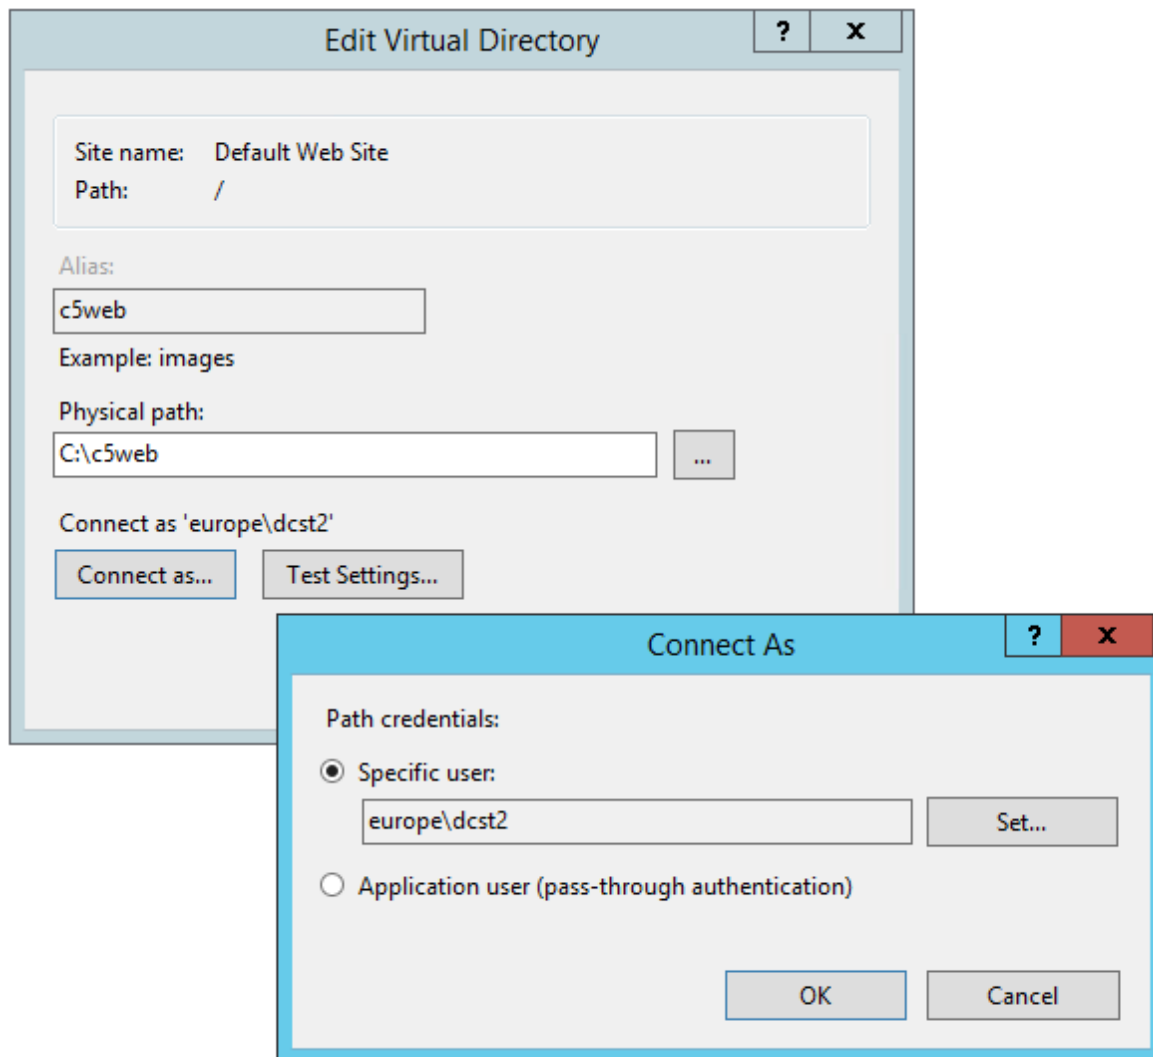 Edit Virtual Directory
? x
Site name: Default Web Site
Path: /
Alias:
c5web
Example: images
Physical path:
C:\c5web
...
Connect as 'europe\dcst2'
Connect as... Test Settings...
Connect As
? x
Path credentials:
Specific user:
europe\dcst2 Set...
Application user (pass-through authentication)
OK Cancel